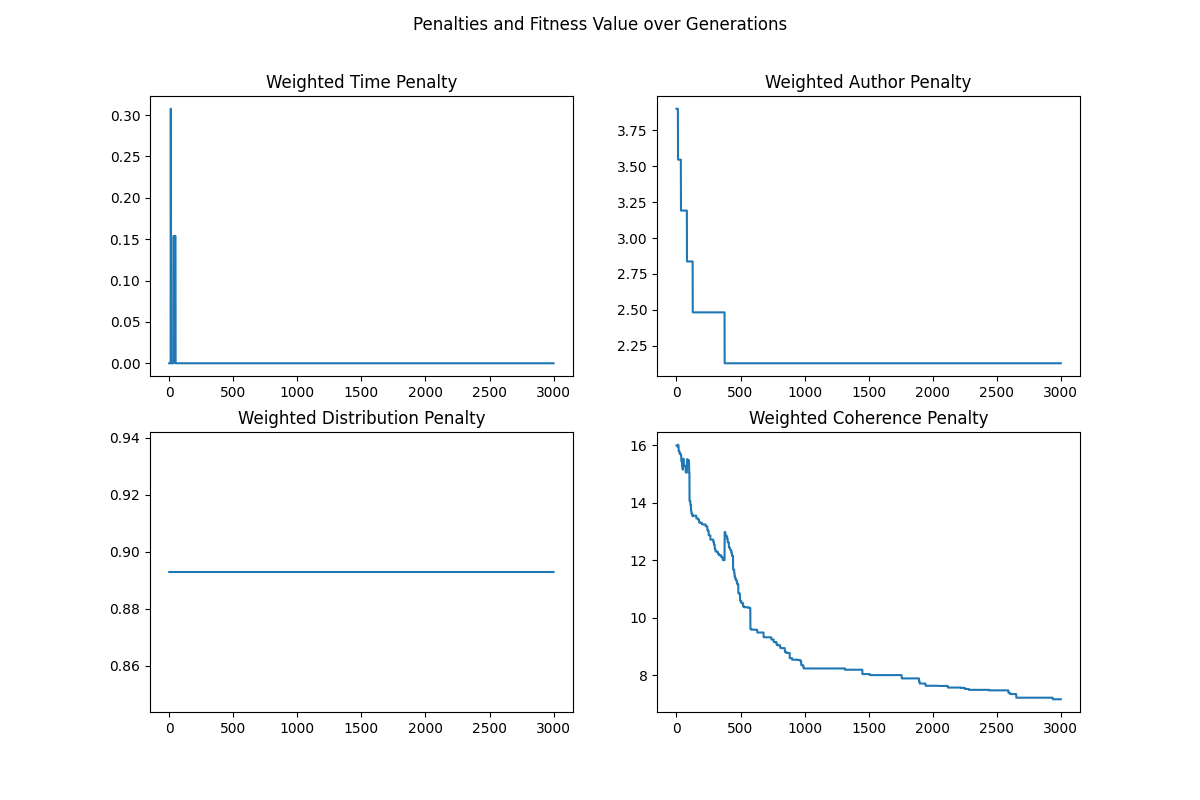 Penalties and Fitness Value over Generations
Weighted Time Penalty
0.30
0.25
0.20
0.15
0.10
0.05
0.00
0 500 1000 1500 2000 2500 3000
Weighted Author Penalty
3.75
3.50
3.25
3.00
2.75
2.50
2.25
0 500 1000 1500 2000 2500 3000
Weighted Distribution Penalty
0.94
0.92
0.90
0.88
0.86
0 500 1000 1500 2000 2500 3000
Weighted Coherence Penalty
16
14
12
10
8
0 500 1000 1500 2000 2500 3000